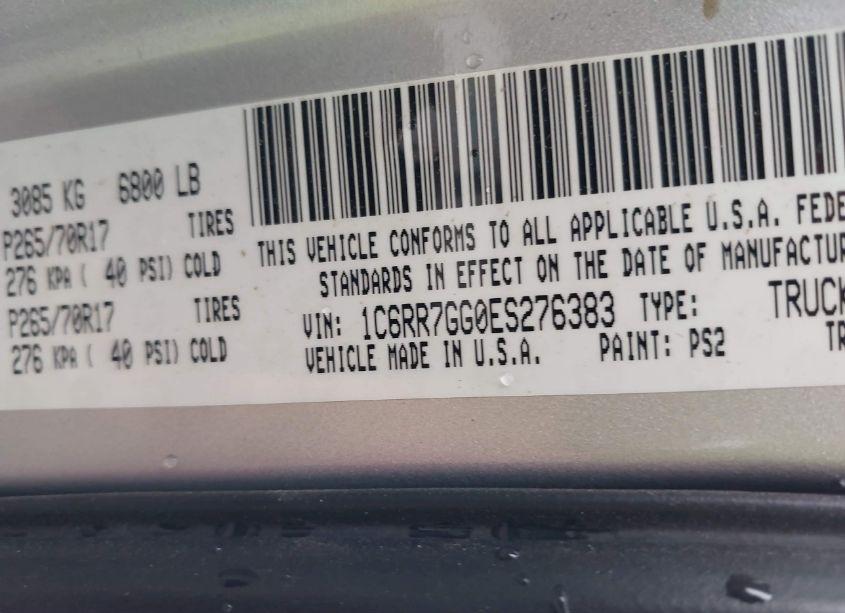 3085 KG 6800 LB
P265/70R17 TIRES
276 KPA ( 40 PSI) COLD
P265/70R17 TIRES
276 KPA ( 40 PSI) COLD
THIS VEHICLE CONFORMS TO ALL APPLICABLE U.S.A. FEDE
STANDARDS IN EFFECT ON THE DATE OF MANUFACTUR
VIN: 1C6RR7GG0ES276383 TYPE: TRUCK
VEHICLE MADE IN U.S.A. PAINT: PS2 TR